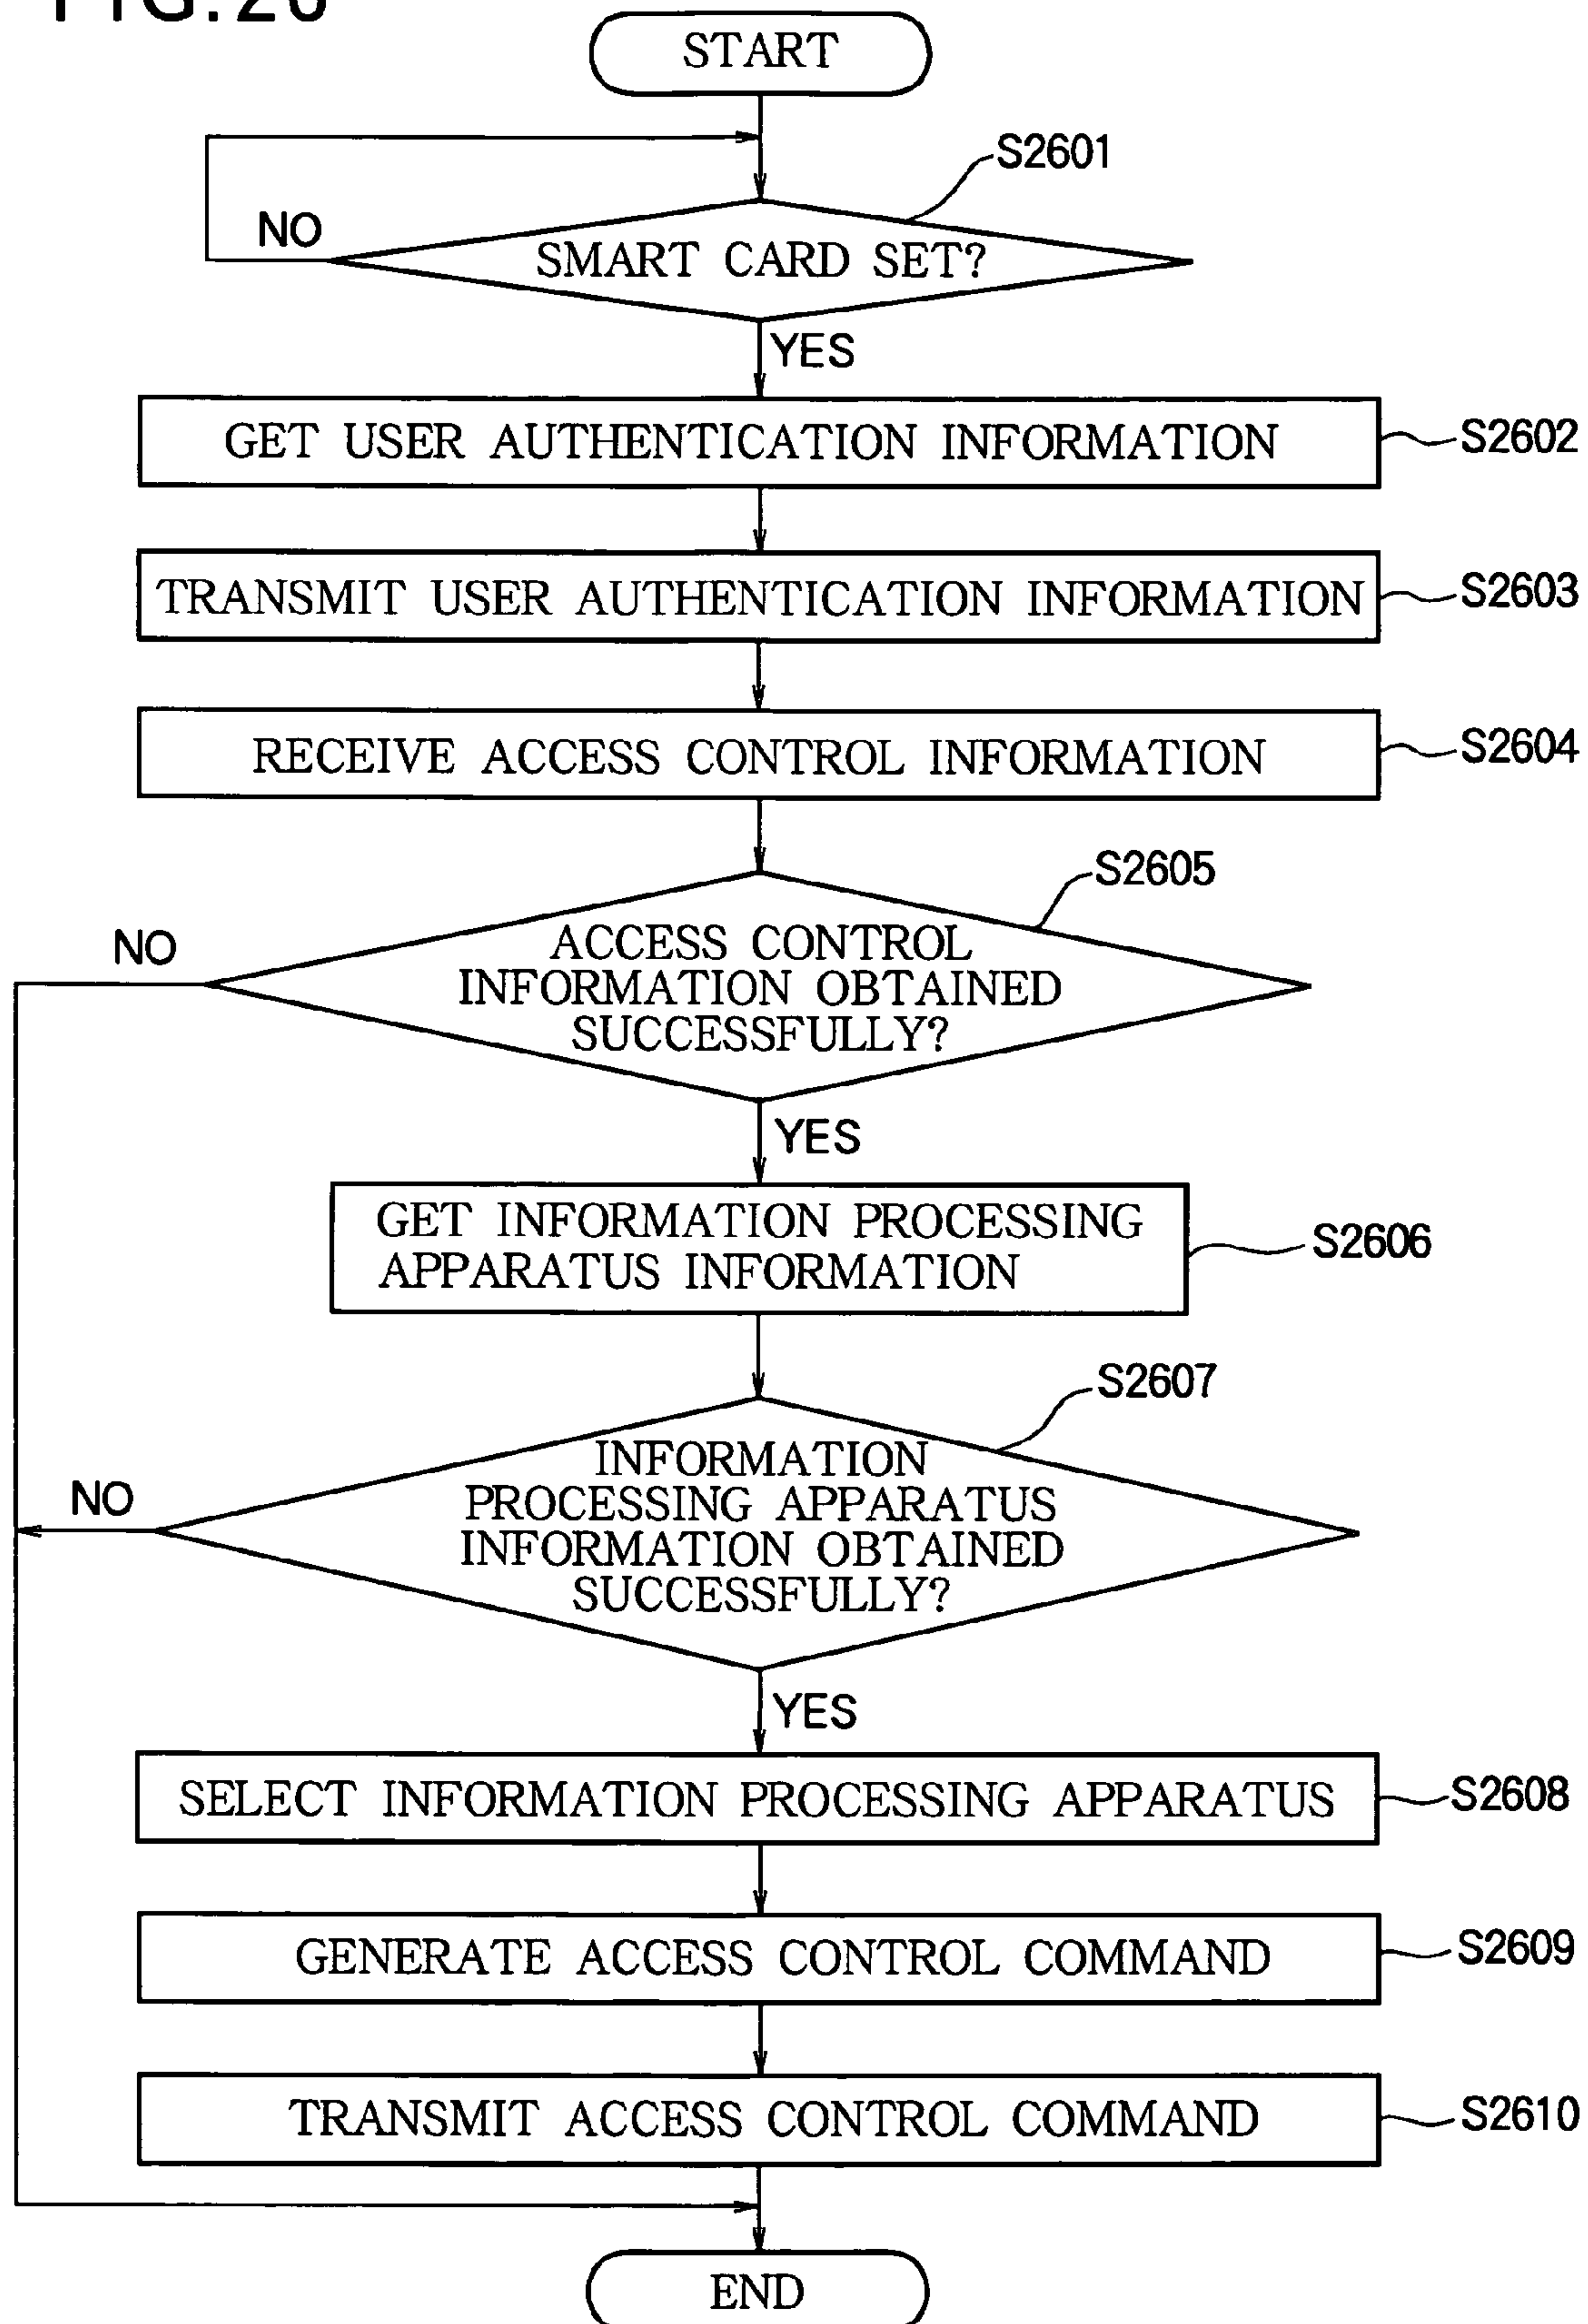 FIG.26
START
S2601
NO
SMART CARD SET?
YES
GET USER AUTHENTICATION INFORMATION
S2602
TRANSMIT USER AUTHENTICATION INFORMATION
S2603
RECEIVE ACCESS CONTROL INFORMATION
S2604
S2605
NO
ACCESS CONTROL
INFORMATION OBTAINED
SUCCESSFULLY?
YES
GET INFORMATION PROCESSING
APPARATUS INFORMATION
S2606
S2607
NO
INFORMATION
PROCESSING APPARATUS
INFORMATION OBTAINED
SUCCESSFULLY?
YES
SELECT INFORMATION PROCESSING APPARATUS
S2608
GENERATE ACCESS CONTROL COMMAND
S2609
TRANSMIT ACCESS CONTROL COMMAND
S2610
END